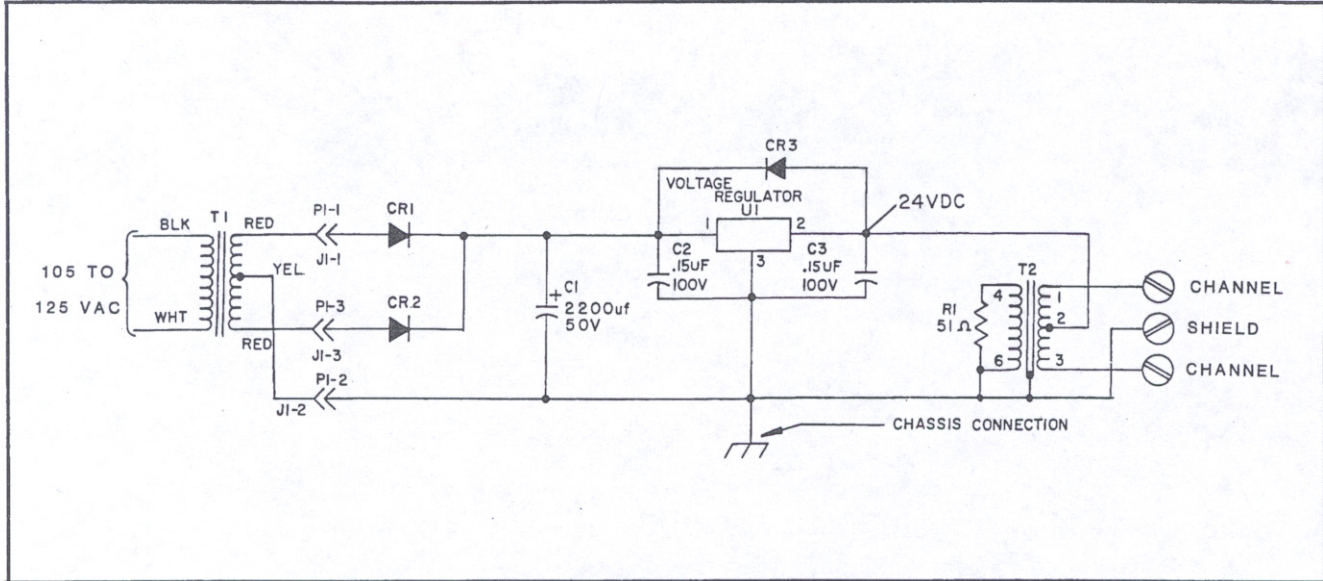 BLK
T1
RED
P1-1
CR1
J1-1
YEL.
105 TO
125 VAC
P1-3
CR2
WHT
RED
J1-3
P1-2
J1-2
C1
+
2200uf
50V
CR3
VOLTAGE
REGULATOR
U1
1
2
3
C2
.15uF
100V
C3
.15uF
100V
24VDC
T2
R1
51 Ω
4
6
1
2
3
CHANNEL
SHIELD
CHANNEL
CHASSIS CONNECTION